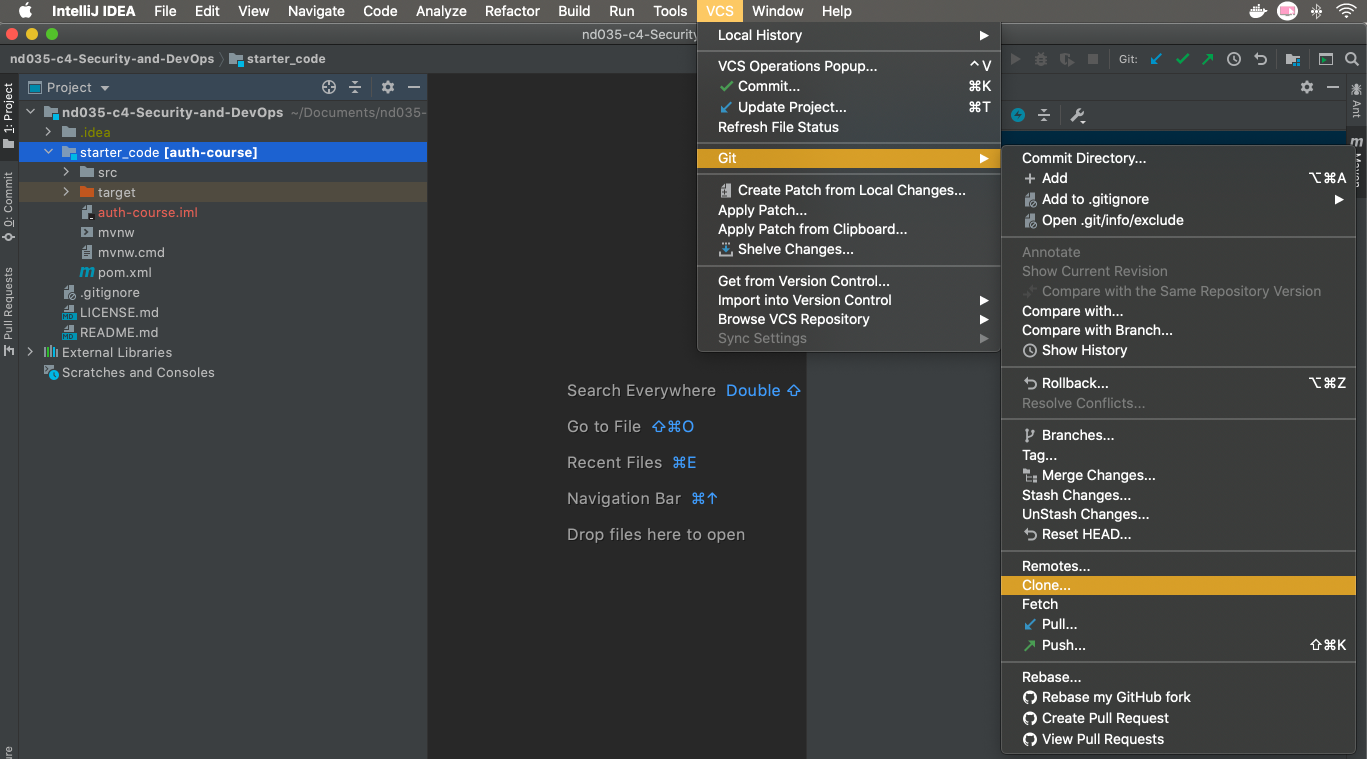 IntelliJ IDEA File Edit View Navigate Code Analyze Refactor Build Run Tools VCS Window Help
nd035-c4-Security
nd035-c4-Security-and-DevOps starter_code
Git:
1: Project
0: Commit
Pull Requests
Project
nd035-c4-Security-and-DevOps ~/Documents/nd035-
.idea
starter_code [auth-course]
src
target
auth-course.iml
mvnw
mvnw.cmd
pom.xml
.gitignore
LICENSE.md
README.md
External Libraries
Scratches and Consoles
Search Everywhere Double ⇧
Go to File ⇧⌘O
Recent Files ⌘E
Navigation Bar ⌘↑
Drop files here to open
Local History
VCS Operations Popup... ^V
Commit... ⌘K
Update Project... ⌘T
Refresh File Status
Git
Create Patch from Local Changes...
Apply Patch...
Apply Patch from Clipboard...
Shelve Changes...
Get from Version Control...
Import into Version Control
Browse VCS Repository
Sync Settings
Commit Directory...
Add ⌥⌘A
Add to .gitignore
Open .git/info/exclude
Annotate
Show Current Revision
Compare with the Same Repository Version
Compare with...
Compare with Branch...
Show History
Rollback... ⌥⌘Z
Resolve Conflicts...
Branches...
Tag...
Merge Changes...
Stash Changes...
UnStash Changes...
Reset HEAD...
Remotes...
Clone...
Fetch
Pull...
Push... ⇧⌘K
Rebase...
Rebase my GitHub fork
Create Pull Request
View Pull Requests
Ant